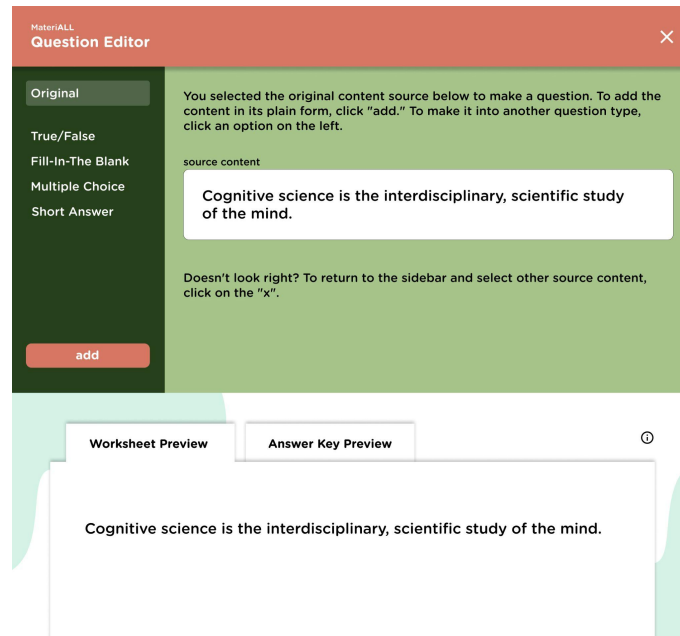 MateriALL
Question Editor
Original
True/False
Fill-In-The Blank
Multiple Choice
Short Answer
add
You selected the original content source below to make a question. To add the
content in its plain form, click "add." To make it into another question type,
click an option on the left.
source content
Cognitive science is the interdisciplinary, scientific study
of the mind.
Doesn't look right? To return to the sidebar and select other source content,
click on the "x".
Worksheet Preview
Answer Key Preview
Cognitive science is the interdisciplinary, scientific study of the mind.